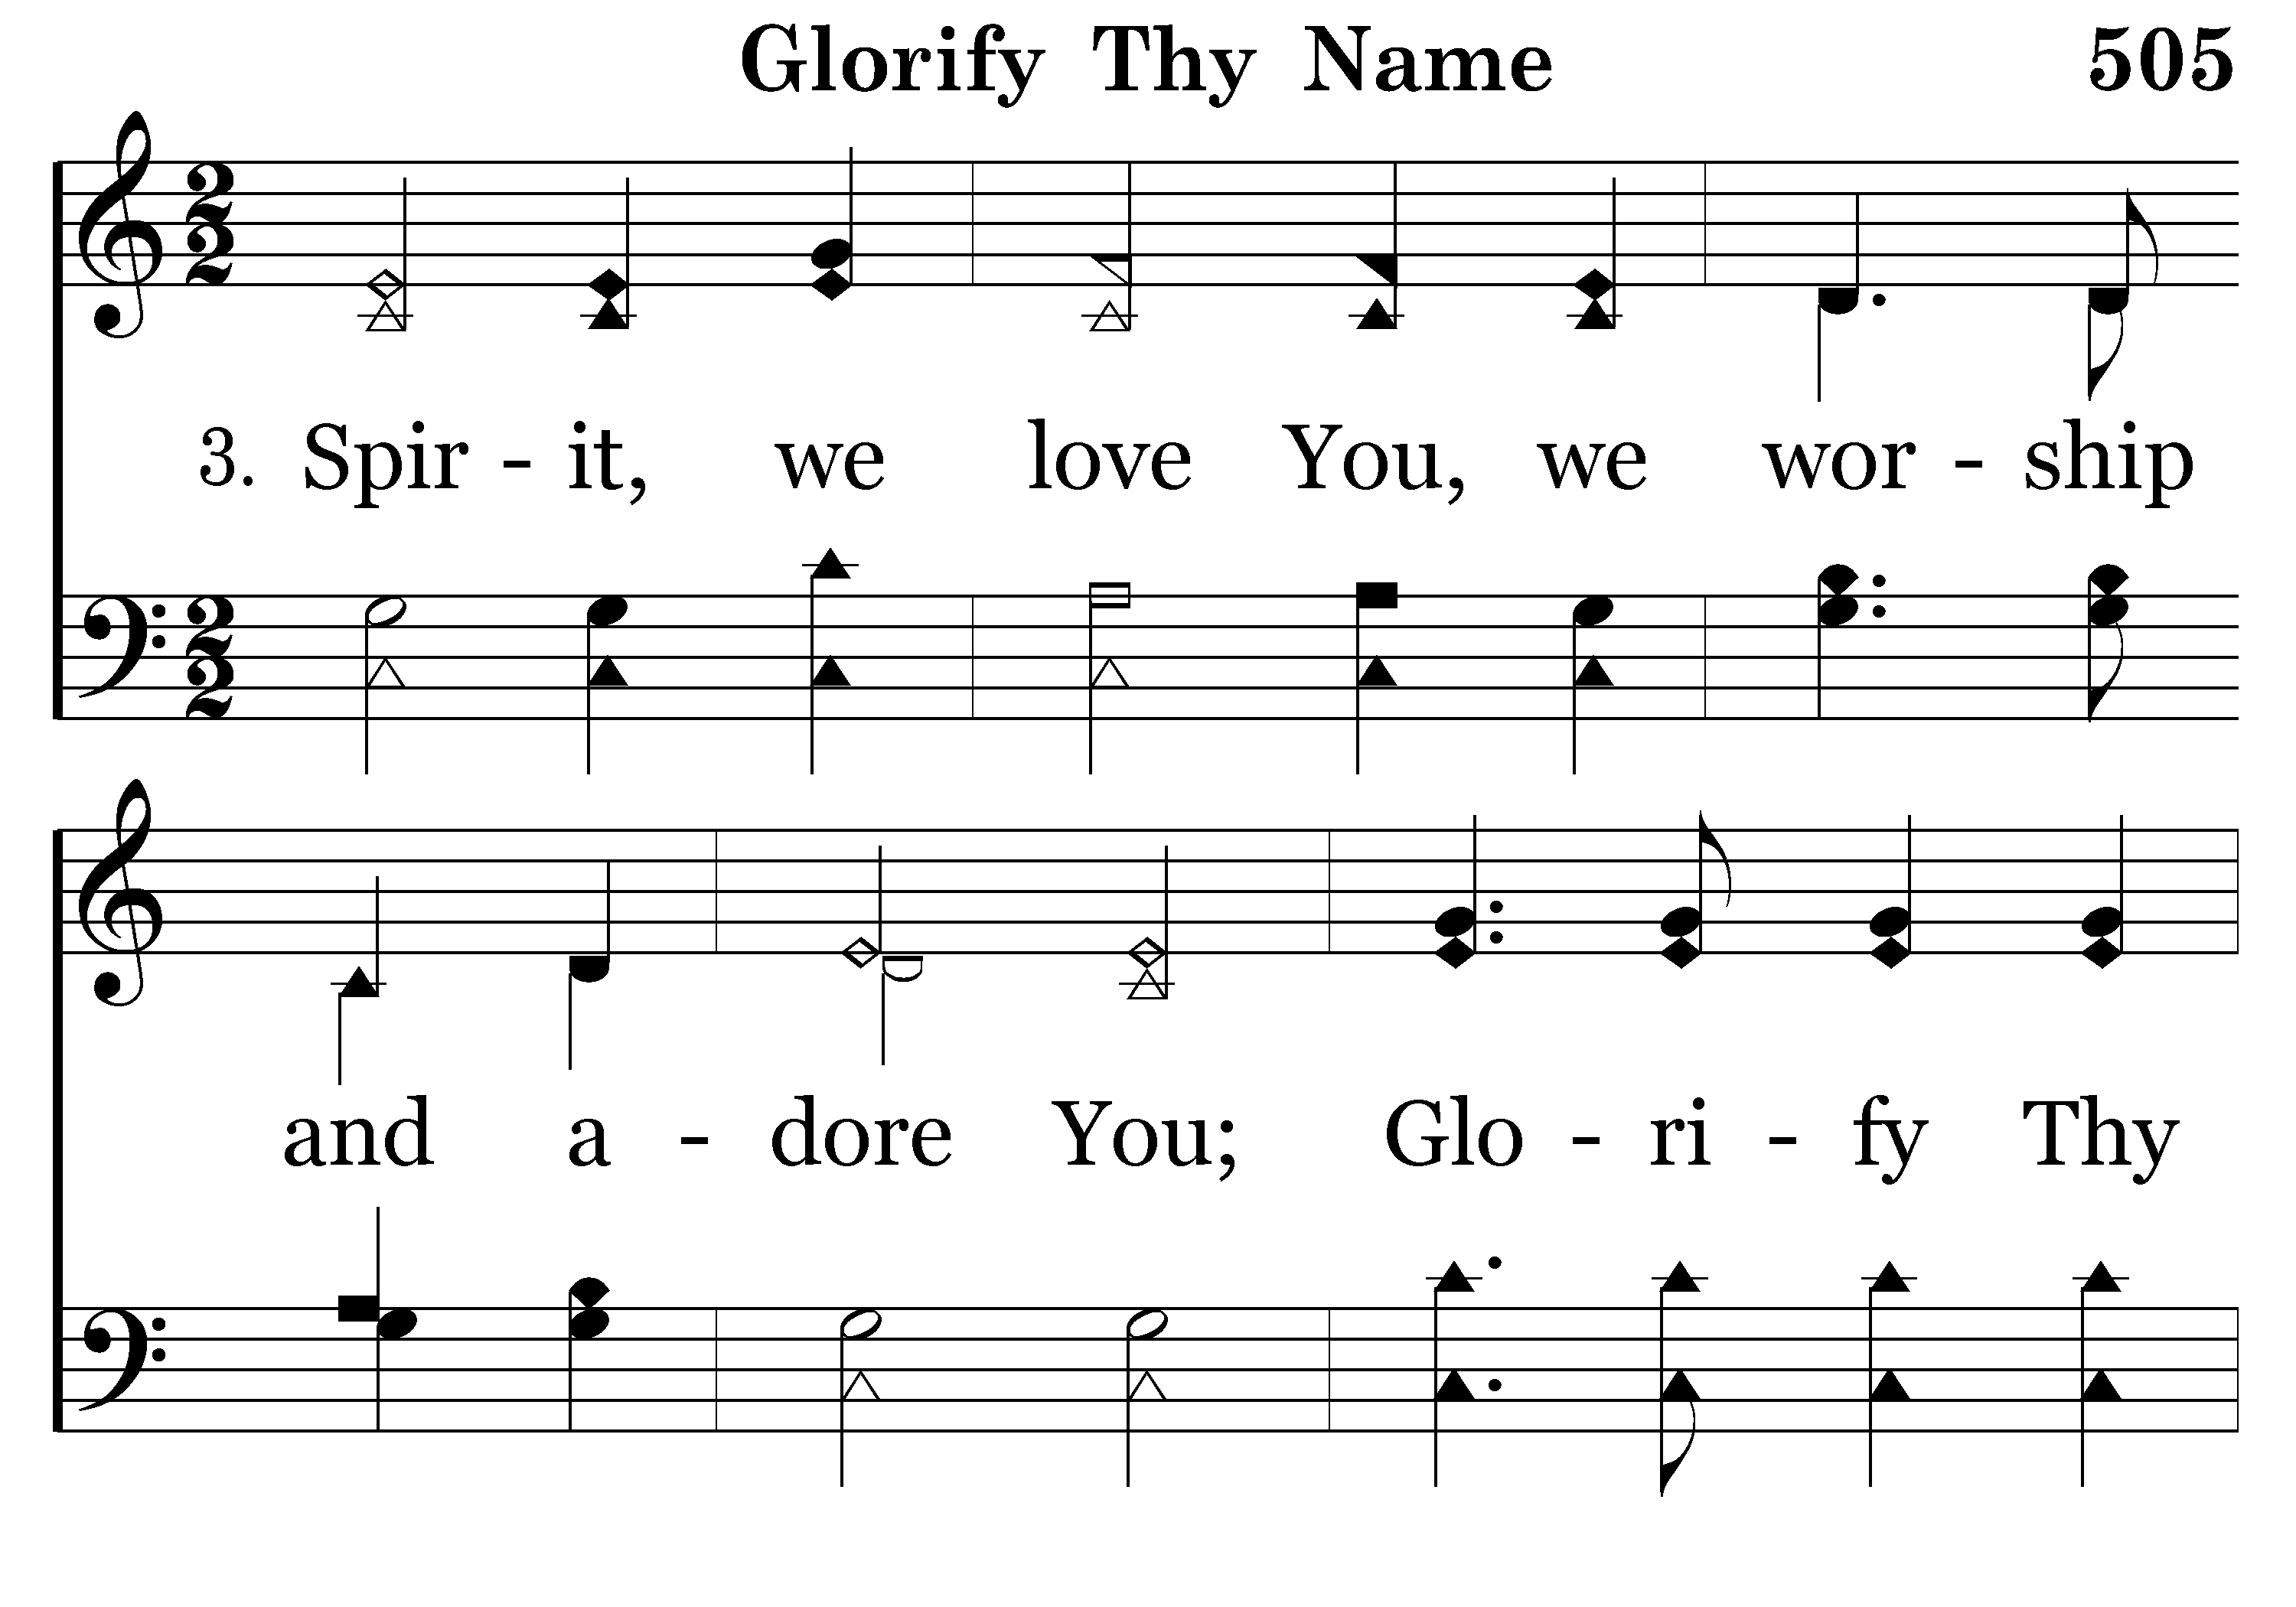 Glorify Thy Name 505
3. Spir - it, we love You, we wor - ship
and a - dore You; Glo - ri - fy Thy